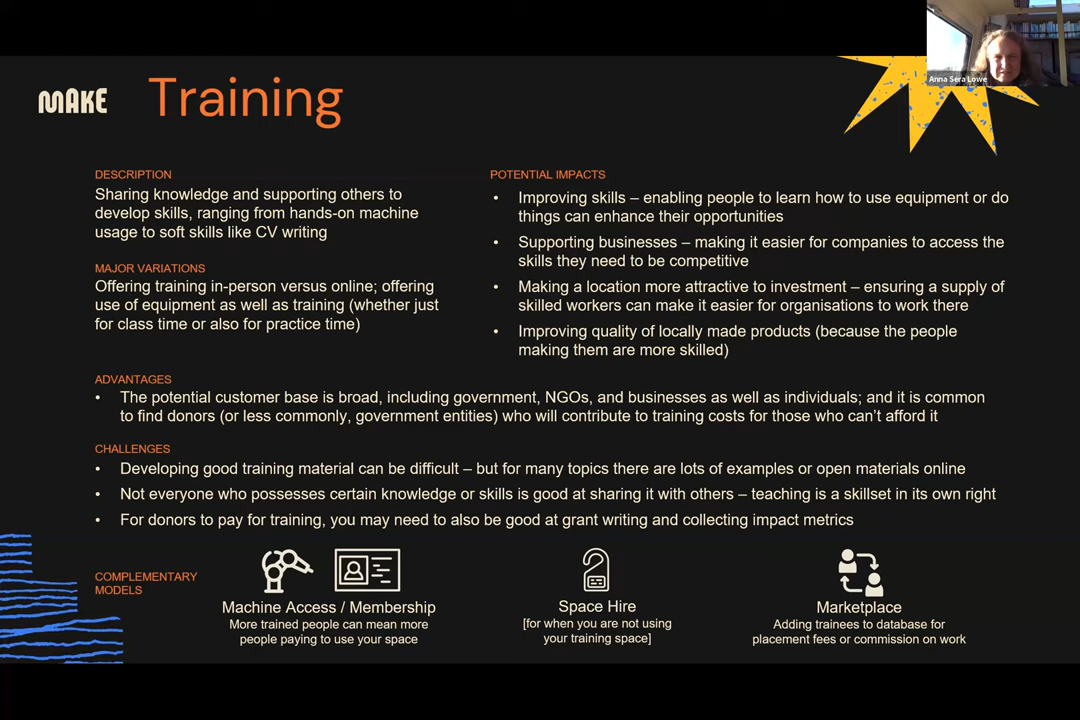 Anna Sera Lowe
MAKE
Training
DESCRIPTION
Sharing knowledge and supporting others to
develop skills, ranging from hands-on machine
usage to soft skills like CV writing
MAJOR VARIATIONS
Offering training in-person versus online; offering
use of equipment as well as training (whether just
for class time or also for practice time)
POTENTIAL IMPACTS
• Improving skills – enabling people to learn how to use equipment or do
things can enhance their opportunities
• Supporting businesses – making it easier for companies to access the
skills they need to be competitive
• Making a location more attractive to investment – ensuring a supply of
skilled workers can make it easier for organisations to work there
• Improving quality of locally made products (because the people
making them are more skilled)
ADVANTAGES
• The potential customer base is broad, including government, NGOs, and businesses as well as individuals; and it is common
to find donors (or less commonly, government entities) who will contribute to training costs for those who can’t afford it
CHALLENGES
• Developing good training material can be difficult – but for many topics there are lots of examples or open materials online
• Not everyone who possesses certain knowledge or skills is good at sharing it with others – teaching is a skillset in its own right
• For donors to pay for training, you may need to also be good at grant writing and collecting impact metrics
COMPLEMENTARY
MODELS
Machine Access / Membership
More trained people can mean more
people paying to use your space
Space Hire
[for when you are not using
your training space]
Marketplace
Adding trainees to database for
placement fees or commission on work